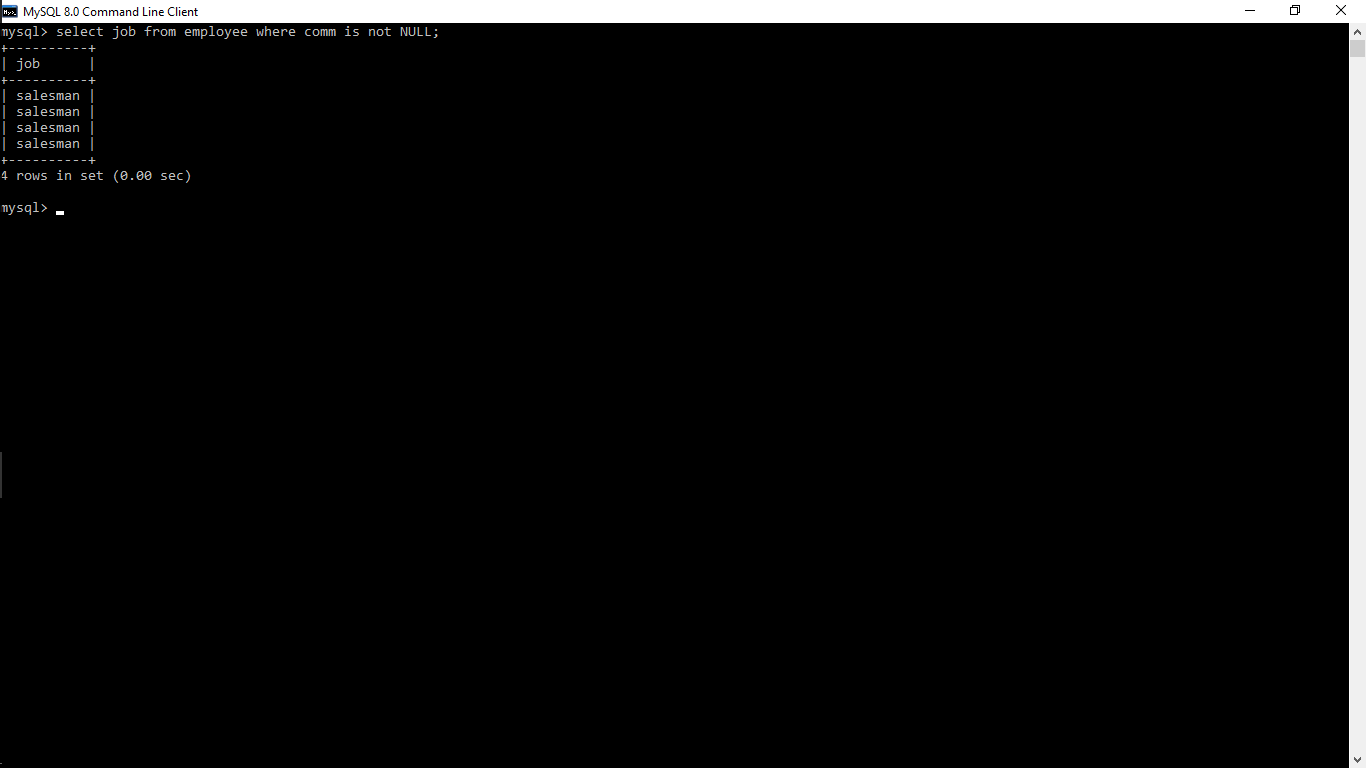 MySQL 8.0 Command Line Client
mysql> select job from employee where comm is not NULL;
+----------+
| job      |
+----------+
| salesman |
| salesman |
| salesman |
| salesman |
+----------+
4 rows in set (0.00 sec)
mysql>